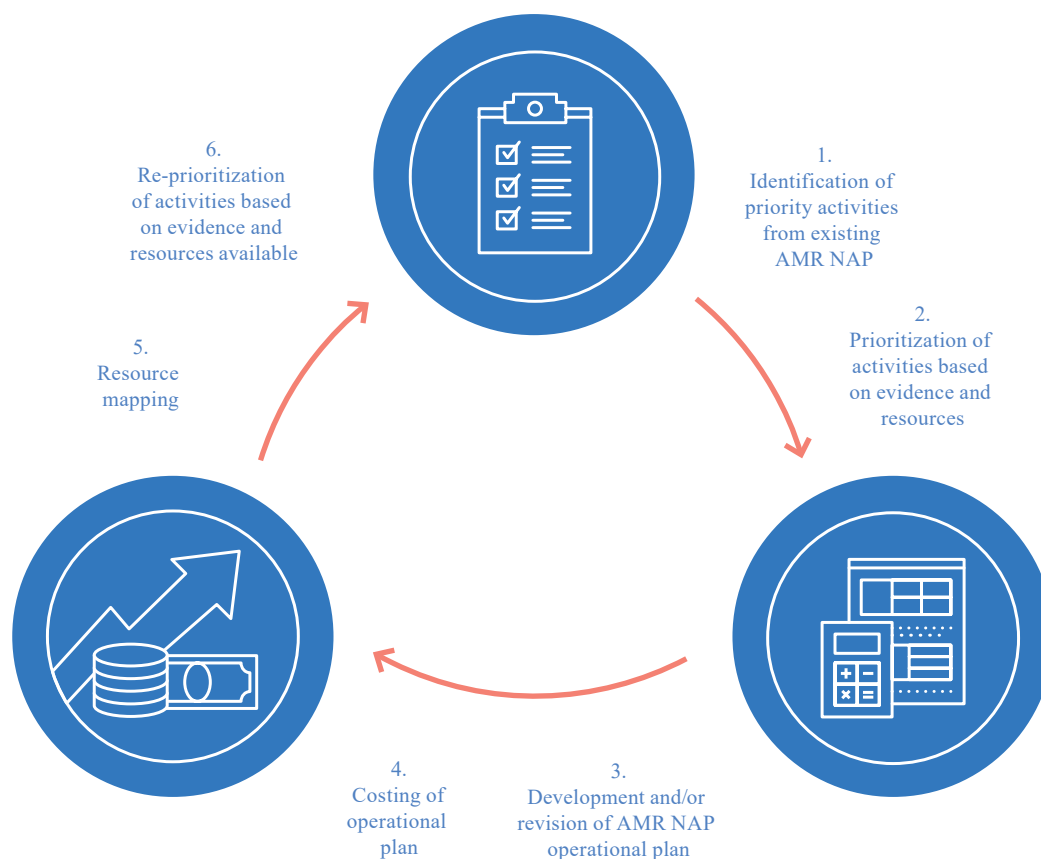 1.
Identification of
priority activities
from existing
AMR NAP
2.
Prioritization of
activities based
on evidence and
resources
3.
Development and/or
revision of AMR NAP
operational plan
4.
Costing of
operational
plan
5.
Resource
mapping
6.
Re-prioritization
of activities based
on evidence and
resources available